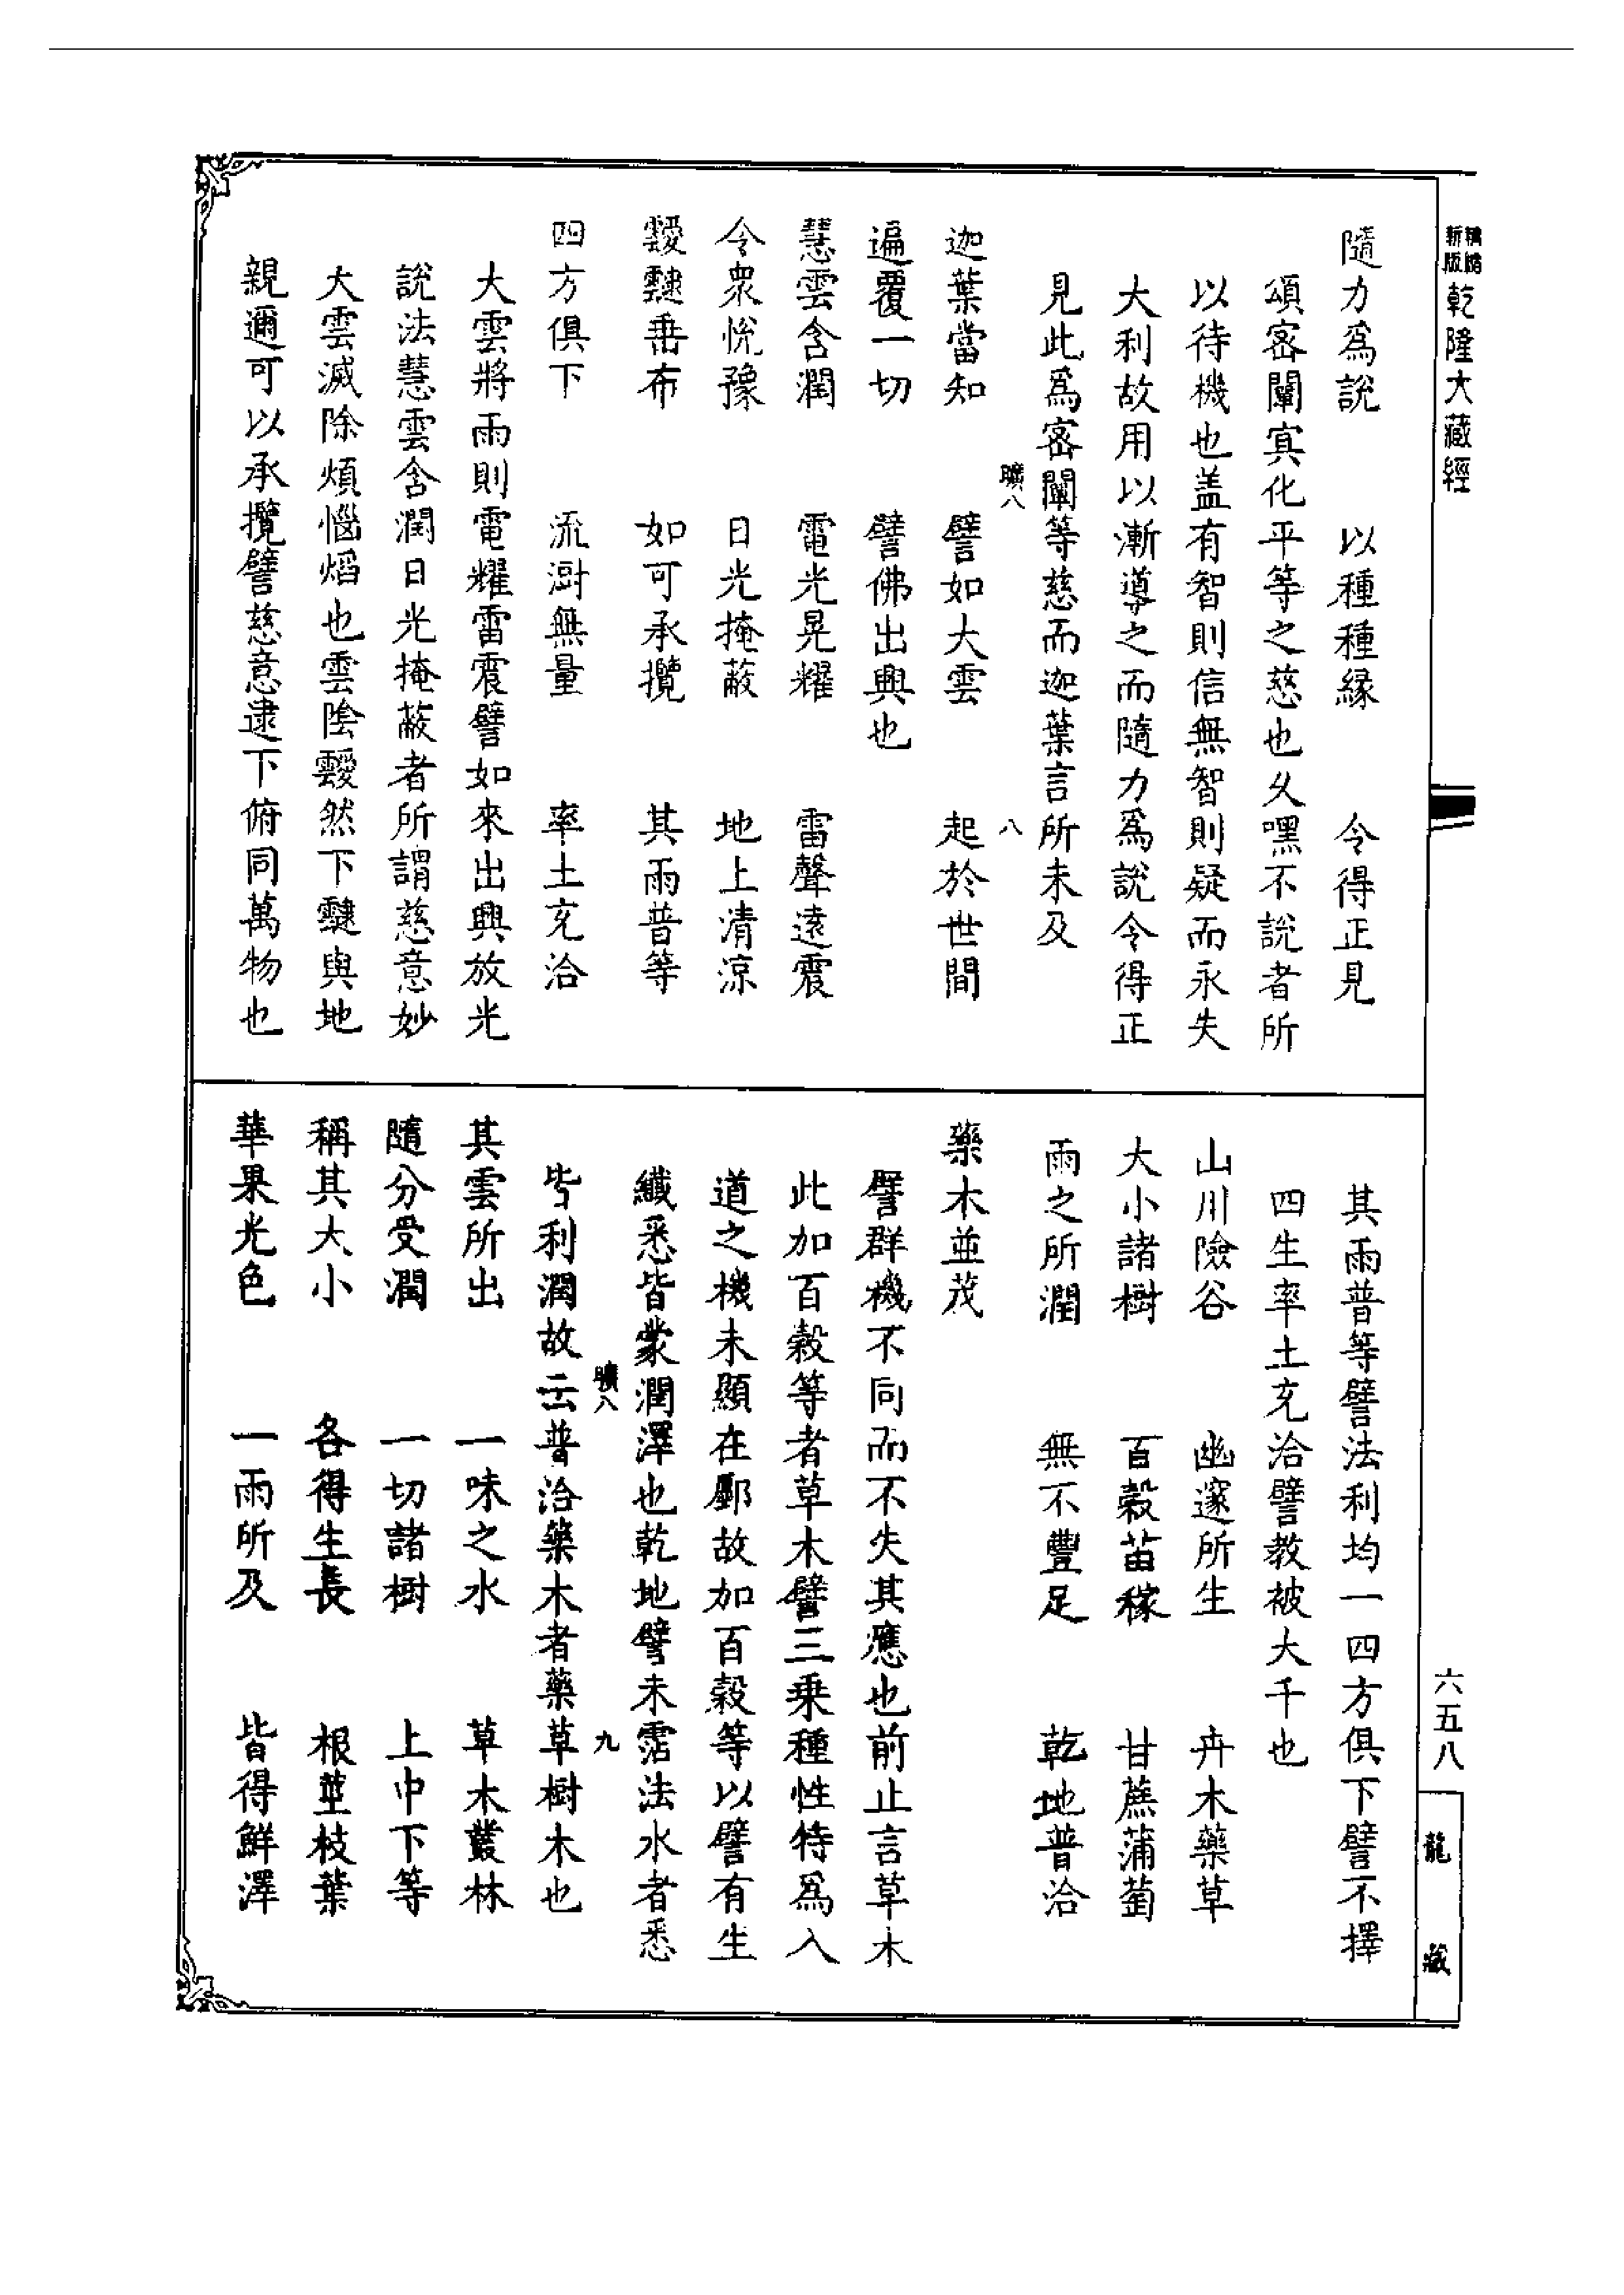 精縮
新版
乾隆大藏經
隨力為說　以種種緣　令得正見
頌宻闡寘化平等之慈也乆嘿不說者所
以待機也盖有智則信無智則疑而永失
大利故用以漸導之而隨力為說令得正
見此為宻闡等慈而迦葉言所未及
曠八　八
迦葉當知　譬如大雲　起於世間
遍覆一切　譬佛出興也
慧雲含潤　電光晃耀　雷聲遠震
令眾悅豫　日光掩蔽　地上清涼
靉靆垂布　如可承攬　其雨普等
四方俱下　流澍無量　率土充洽
大雲將雨則電耀雷震譬如來出興放光
說法慧雲含潤日光掩蔽者所謂慈意妙
大雲滅除煩惱熖也雲陰靉然下靆與地
親邇可以承攬譬慈意逮下俯同萬物也
其雨普等譬法利均一四方俱下譬不擇
四生率土充洽譬教被大千也
山川險谷　幽邃所生　卉木藥草
大小諸樹　百穀苗稼　甘蔗蒲萄
雨之所潤　無不豐足　乾地普洽
藥木並茂
譬群機不同而不失其應也前止言草木
此加百穀等者草木譬三乗種性特為入
道之機未顯在鄽故加百穀等以譬有生
纎悉皆蒙潤澤也乾地譬未霑法水者悉
曠八　九
皆利潤故云普洽藥木者藥草樹木也
其雲所出　一味之水　草木叢林
隨分受潤　一切諸樹　上中下等
稱其大小　各得生長　根莖枝葉
華果光色　一雨所及　皆得鮮澤
六五八
龍藏